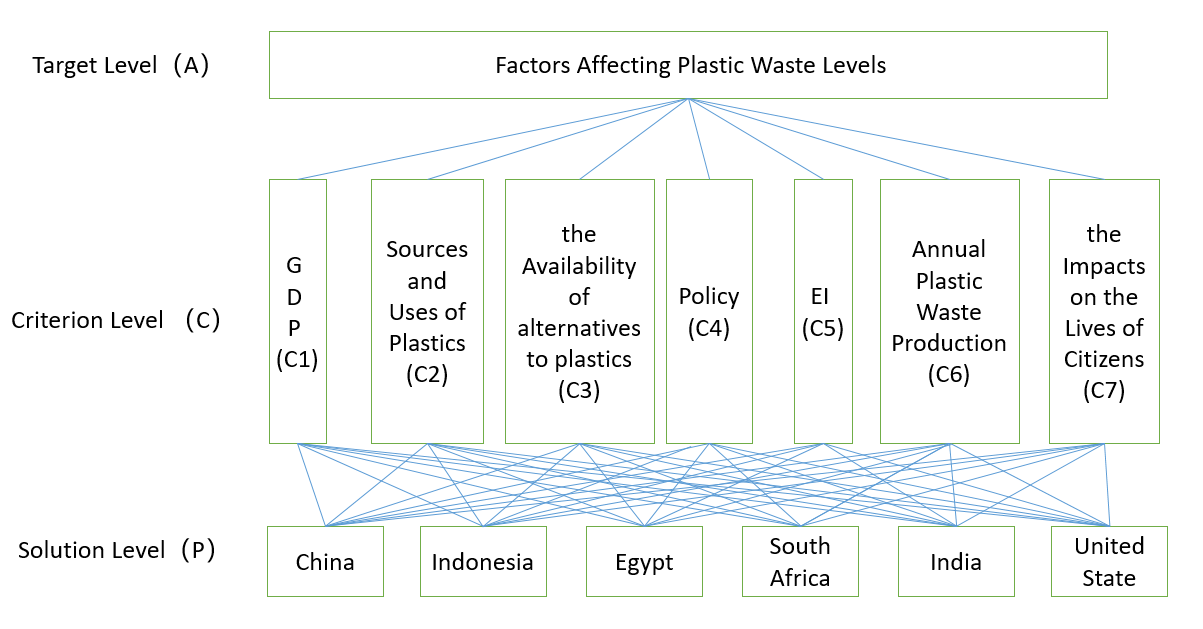 Target Level（A）
Factors Affecting Plastic Waste Levels
Criterion Level （C）
G
D
P
(C1)
Sources
and
Uses of
Plastics
(C2)
the
Availability
of
alternatives
to plastics
(C3)
Policy
(C4)
EI
(C5)
Annual
Plastic
Waste
Production
(C6)
the
Impacts
on the
Lives of
Citizens
(C7)
Solution Level（P）
China
Indonesia
Egypt
South
Africa
India
United
State